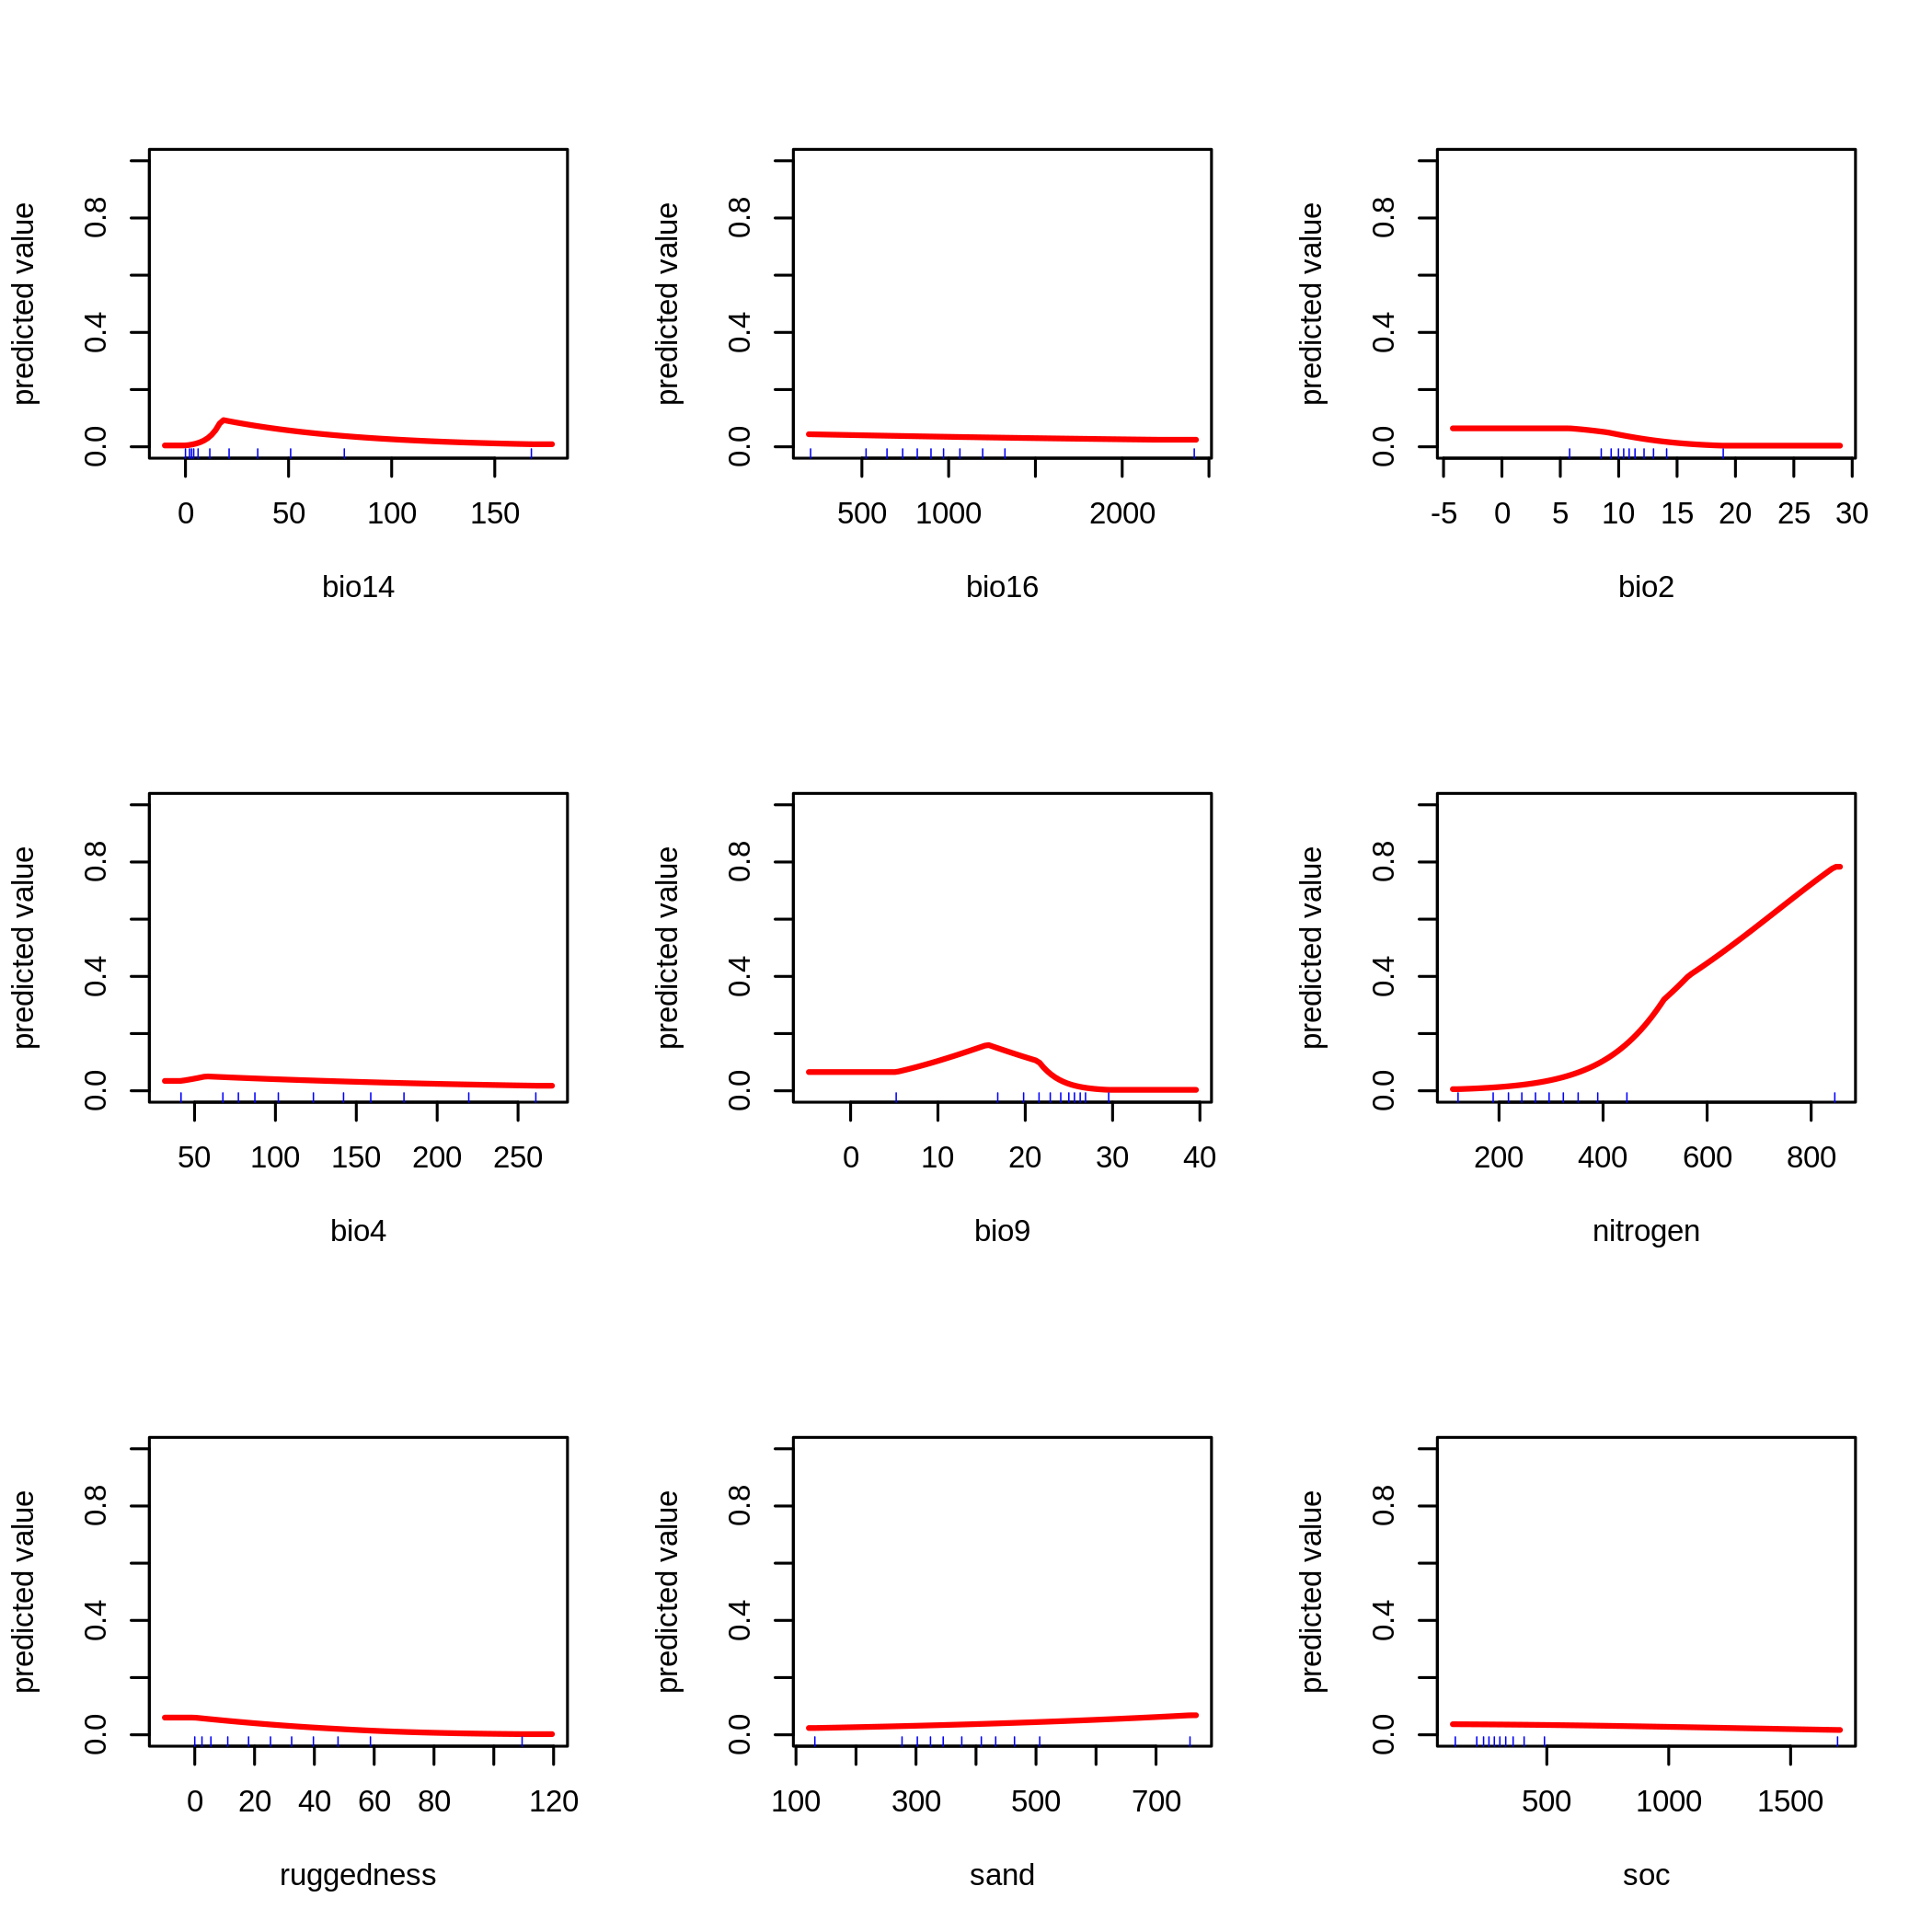 predicted value
0.0 0.4 0.8
0 50 100 150
bio14
predicted value
0.0 0.4 0.8
500 1000 2000
bio16
predicted value
0.0 0.4 0.8
-5 0 5 10 15 20 25 30
bio2
predicted value
0.0 0.4 0.8
50 100 150 200 250
bio4
predicted value
0.0 0.4 0.8
0 10 20 30 40
bio9
predicted value
0.0 0.4 0.8
200 400 600 800
nitrogen
predicted value
0.0 0.4 0.8
0 20 40 60 80 120
ruggedness
predicted value
0.0 0.4 0.8
100 300 500 700
sand
predicted value
0.0 0.4 0.8
500 1000 1500
soc